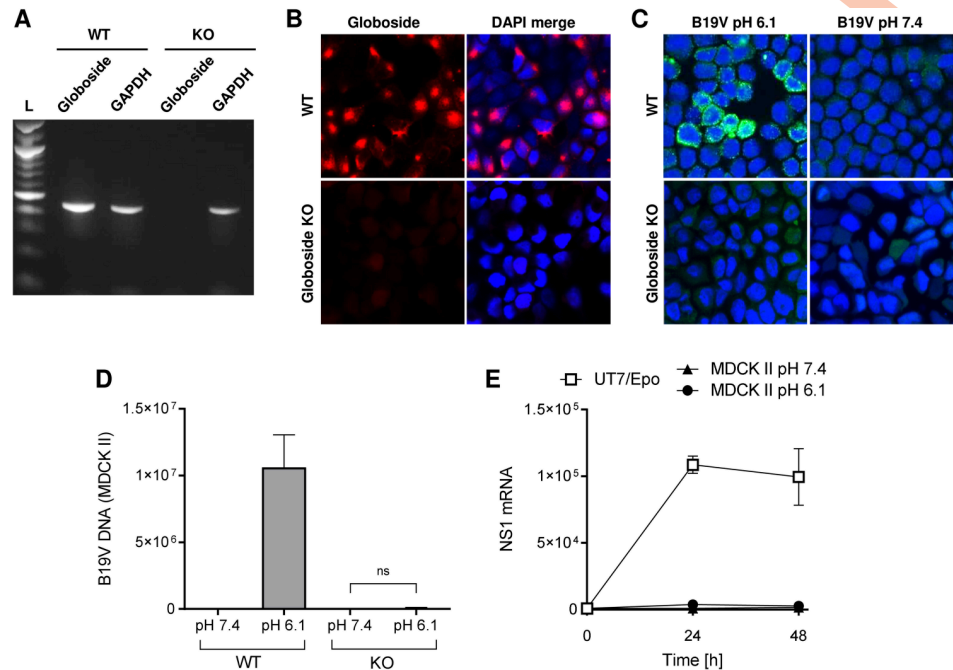 A
WT KO
L Globoside GAPDH Globoside GAPDH
B
Globoside DAPI merge
WT
Globoside KO
C
B19V pH 6.1 B19V pH 7.4
WT
Globoside KO
D
B19V DNA (MDCK II)
1.5×10⁷
1×10⁷
5×10⁶
0
ns
pH 7.4 pH 6.1 pH 7.4 pH 6.1
WT KO
E
UT7/Epo
MDCK II pH 7.4
MDCK II pH 6.1
NS1 mRNA
1.5×10⁵
1×10⁵
5×10⁴
0
0 24 48
Time [h]